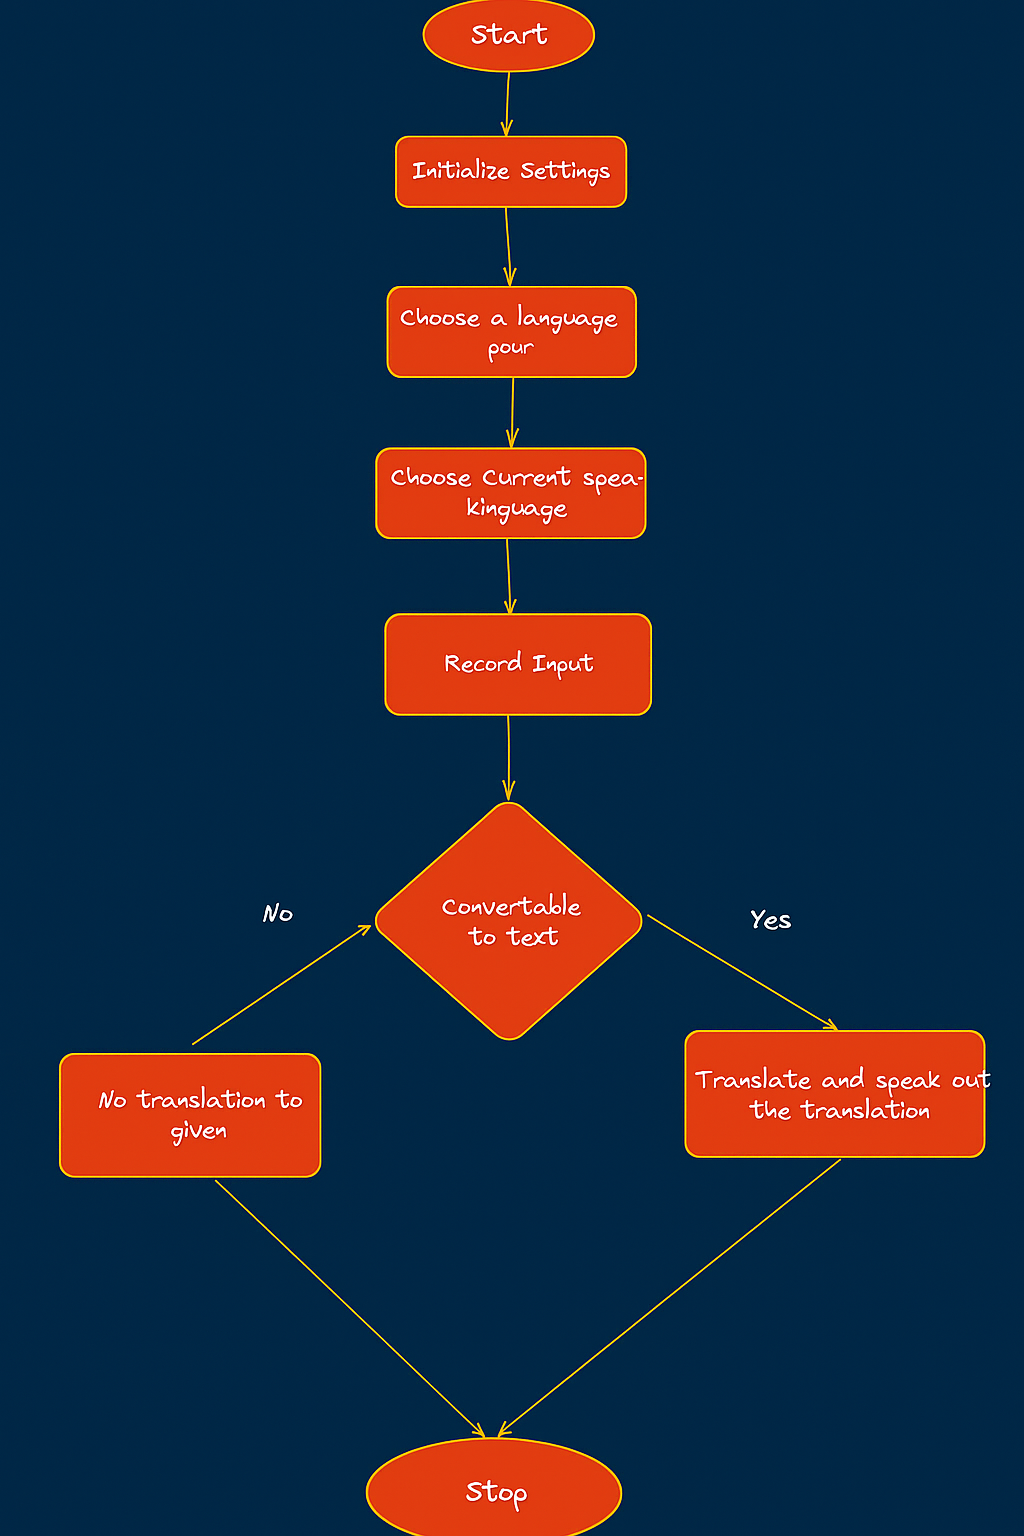 Start
Initialize Settings
Choose a language
pour
Choose Current spea-
kinguage
Record Input
Convertable
to text
No
Yes
No translation to
given
Translate and speak out
the translation
Stop